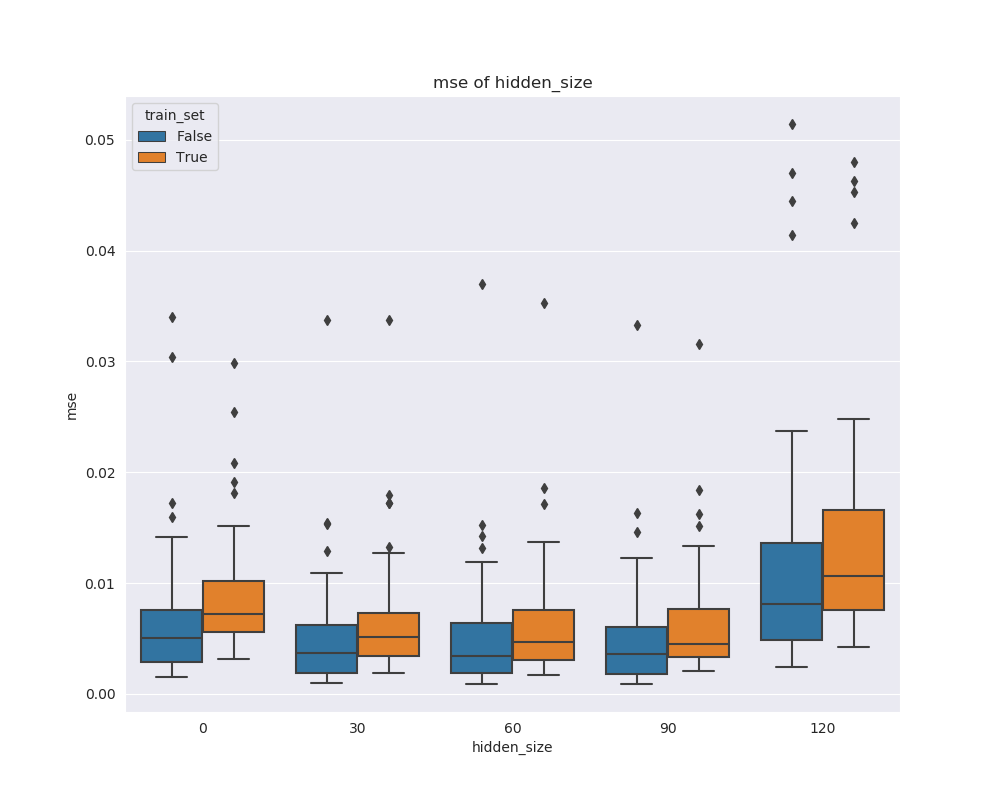 mse of hidden_size
train_set
False
True
0.05
0.04
0.03
0.02
0.01
0.00
mse
0 30 60 90 120
hidden_size